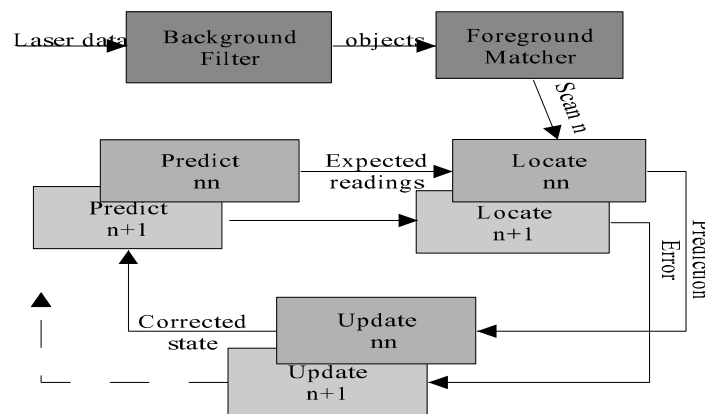 Laser data
Background
Filter
objects
Foreground
Matcher
Scan n
Predict
nn
Expected
readings
Locate
nn
Predict
n+1
Locate
n+1
Prediction
Error
Corrected
state
Update
nn
Update
n+1